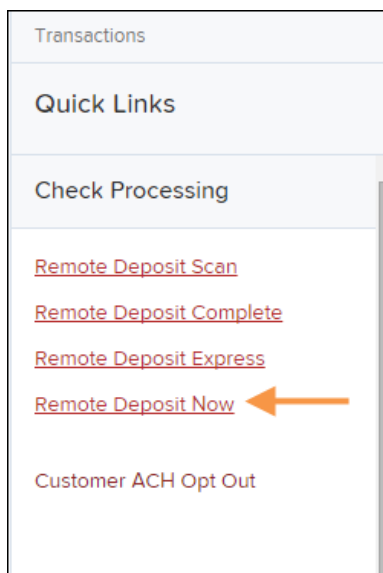 Transactions
Quick Links
Check Processing
Remote Deposit Scan
Remote Deposit Complete
Remote Deposit Express
Remote Deposit Now
Customer ACH Opt Out